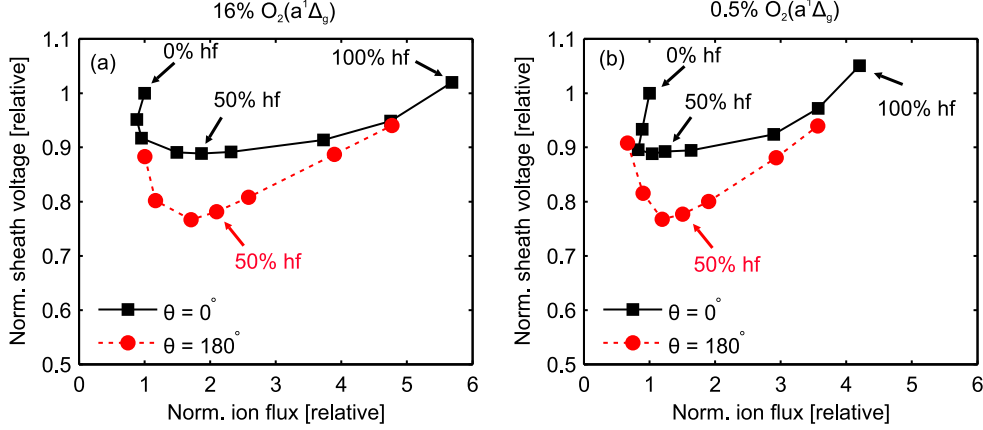 16% O₂(a¹Δg)
(a)
0% hf
50% hf
100% hf
50% hf
θ = 0°
θ = 180°
1.1
1
0.9
0.8
0.7
0.6
0.5
0 1 2 3 4 5 6
Norm. sheath voltage [relative]
Norm. ion flux [relative]
0.5% O₂(a¹Δg)
(b)
0% hf
50% hf
100% hf
50% hf
θ = 0°
θ = 180°
1.1
1
0.9
0.8
0.7
0.6
0.5
0 1 2 3 4 5 6
Norm. sheath voltage [relative]
Norm. ion flux [relative]